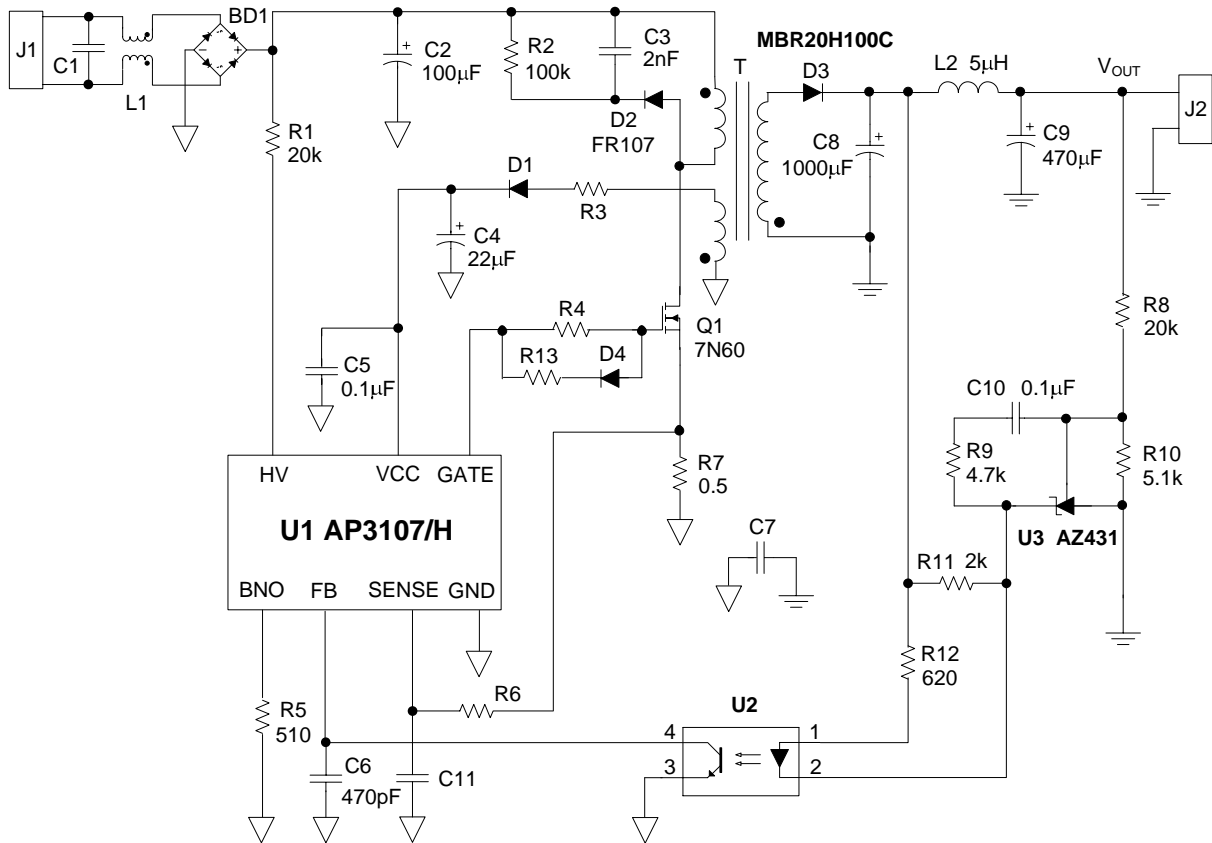 J1
C1
L1
BD1
R1
20k
C2
100μF
R2
100k
C3
2nF
D2
FR107
T
MBR20H100C
D3
C8
1000μF
L2 5μH
VOUT
C9
470μF
J2
D1
R3
C4
22μF
C5
0.1μF
R4
R13
D4
Q1
7N60
R7
0.5
R8
20k
C10 0.1μF
R9
4.7k
R10
5.1k
U3 AZ431
HV
VCC
GATE
U1 AP3107/H
BNO
FB
SENSE
GND
C7
R11 2k
R12
620
R5
510
R6
C6
470pF
C11
U2
4
3
1
2